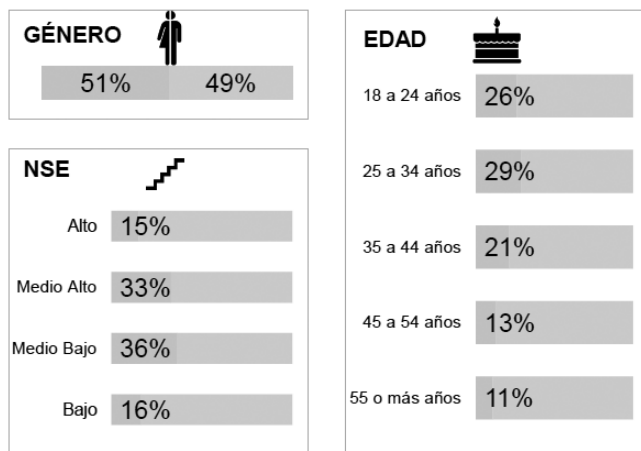 GÉNERO
51% 49%
NSE
Alto 15%
Medio Alto 33%
Medio Bajo 36%
Bajo 16%
EDAD
18 a 24 años 26%
25 a 34 años 29%
35 a 44 años 21%
45 a 54 años 13%
55 o más años 11%